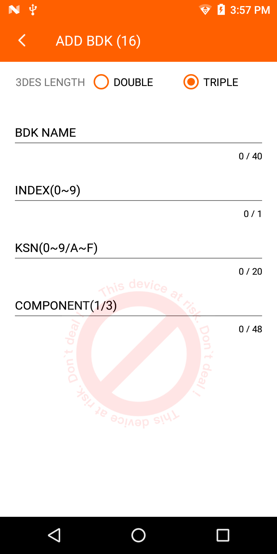 3:57 PM
ADD BDK (16)
3DES LENGTH DOUBLE TRIPLE
BDK NAME
0 / 40
INDEX(0~9)
0 / 1
KSN(0~9/A~F)
0 / 20
COMPONENT(1/3)
0 / 48
This device at risk. Don't deal !
This device at risk. Don't deal